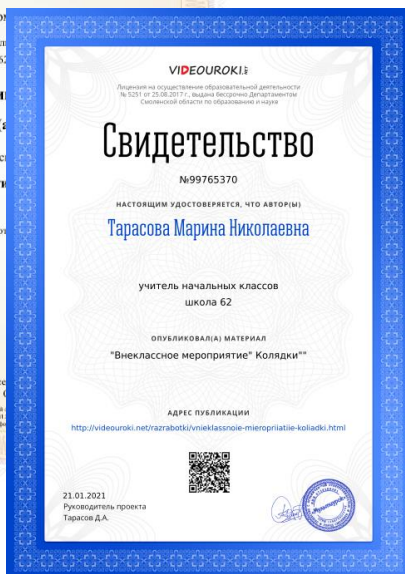 VIDEOUROKI
Лицензия на осуществление образовательной деятельности
№ 5251 от 25.08.2017 г., выдана бессрочно Департаментом
Смоленской области по образованию и науке
Свидетельство
№99765370
НАСТОЯЩИМ УДОСТОВЕРЯЕТСЯ, ЧТО АВТОР(Ы)
Тарасова Марина Николаевна
учитель начальных классов
школа 62
ОПУБЛИКОВАЛ(А) МАТЕРИАЛ
"Внеклассное мероприятие" Колядки""
АДРЕС ПУБЛИКАЦИИ
http://videouroki.net/razrabotki/vnieklassnoie-mieropriiatiie-koliadki.html
21.01.2021
Руководитель проекта
Тарасов Д.А.